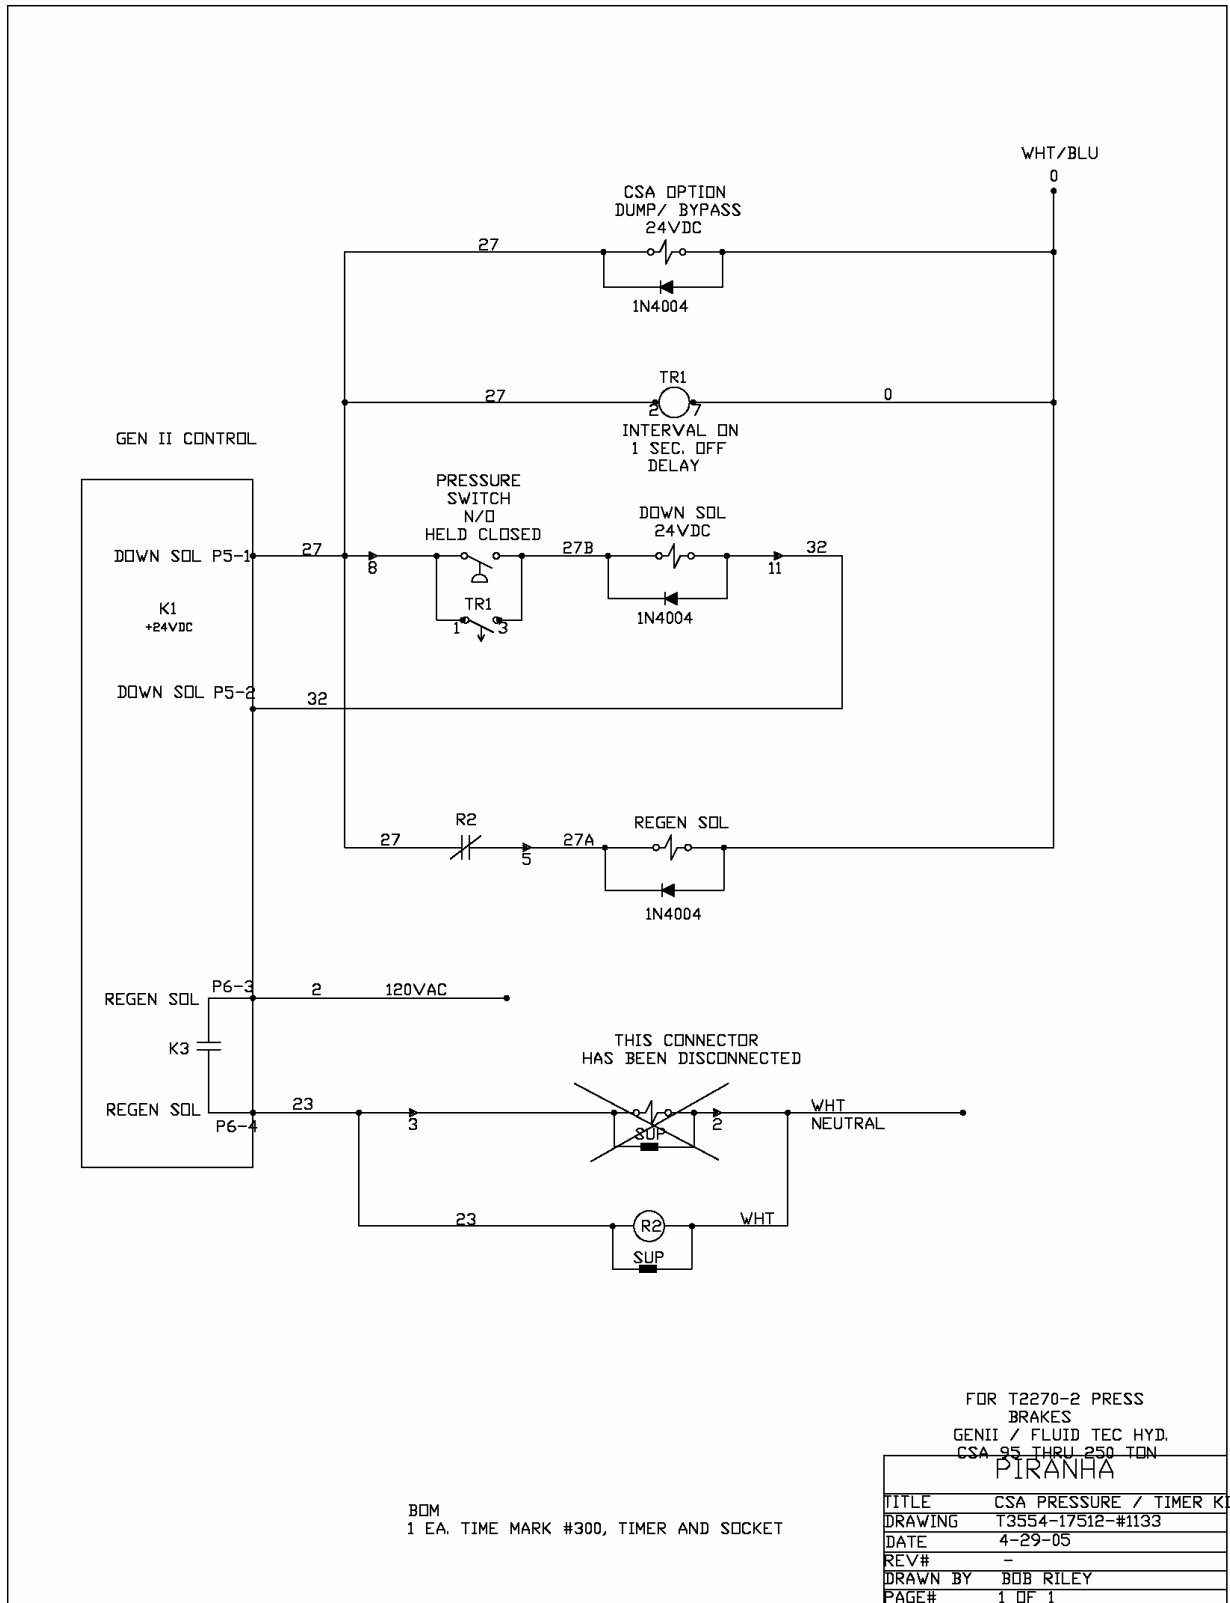 WHT/BLU
0
CSA OPTION
DUMP/ BYPASS
24VDC
27
1N4004
TR1
27
2
7
0
INTERVAL ON
1 SEC. OFF
DELAY
GEN II CONTROL
PRESSURE
SWITCH
N/O
HELD CLOSED
DOWN SOL
24VDC
DOWN SOL P5-1
27
8
27B
11
32
K1
+24VDC
TR1
1
3
1N4004
DOWN SOL P5-2
32
R2
27
5
27A
REGEN SOL
1N4004
REGEN SOL
P6-3
2
120VAC
K3
THIS CONNECTOR
HAS BEEN DISCONNECTED
REGEN SOL
P6-4
23
3
SUP
2
WHT
NEUTRAL
23
R2
WHT
SUP
FOR T2270-2 PRESS
BRAKES
GENII / FLUID TEC HYD.
CSA 95 THRU 250 TON
PIRANHA
TITLE CSA PRESSURE / TIMER KI
DRAWING T3554-17512-#1133
DATE 4-29-05
REV# -
DRAWN BY BOB RILEY
PAGE# 1 OF 1
BOM
1 EA. TIME MARK #300, TIMER AND SOCKET